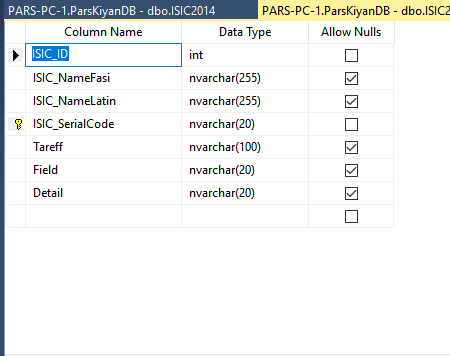 PARS-PC-1.ParsKiyanDB - dbo.ISIC2014 PARS-PC-1.ParsKiyanDB - dbo.ISIC2
Column Name Data Type Allow Nulls
ISIC_ID int
ISIC_NameFasi nvarchar(255)
ISIC_NameLatin nvarchar(255)
ISIC_SerialCode nvarchar(20)
Tareff nvarchar(100)
Field nvarchar(20)
Detail nvarchar(20)